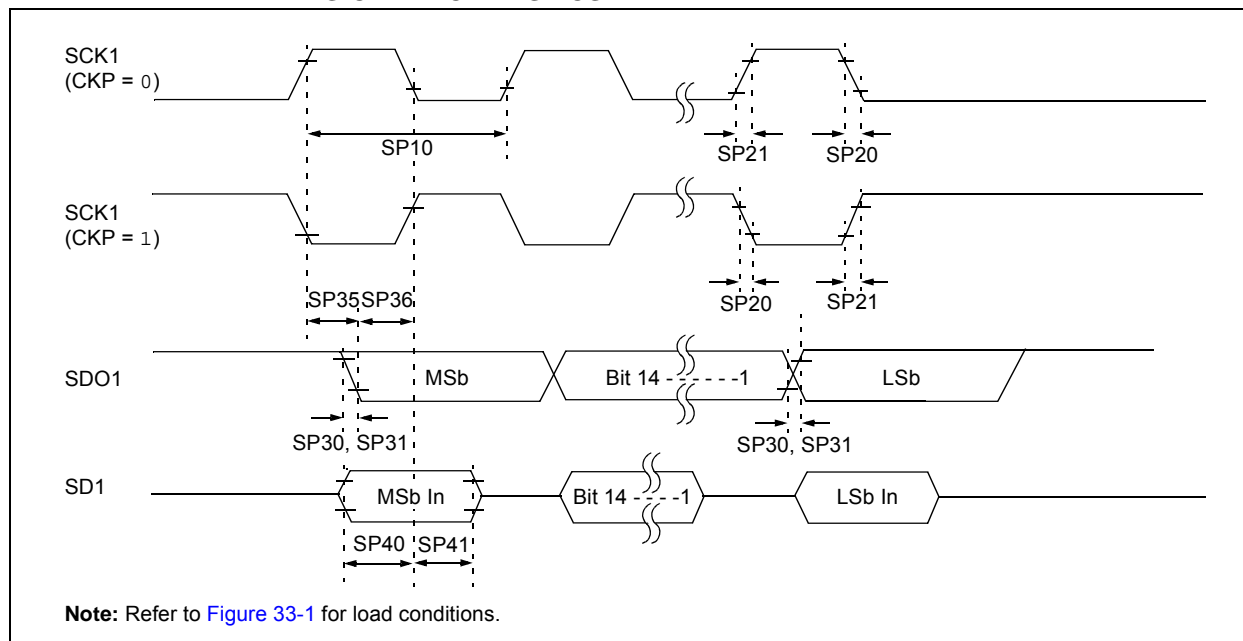 SCK1
(CKP = 0)
SP10
SP21
SP20
SCK1
(CKP = 1)
SP35
SP36
SP20
SP21
SDO1
MSb
Bit 14 - - - - - - -1
LSb
SP30, SP31
SP30, SP31
SD1
MSb In
Bit 14 - - - - -1
LSb In
SP40
SP41
Note: Refer to Figure 33-1 for load conditions.